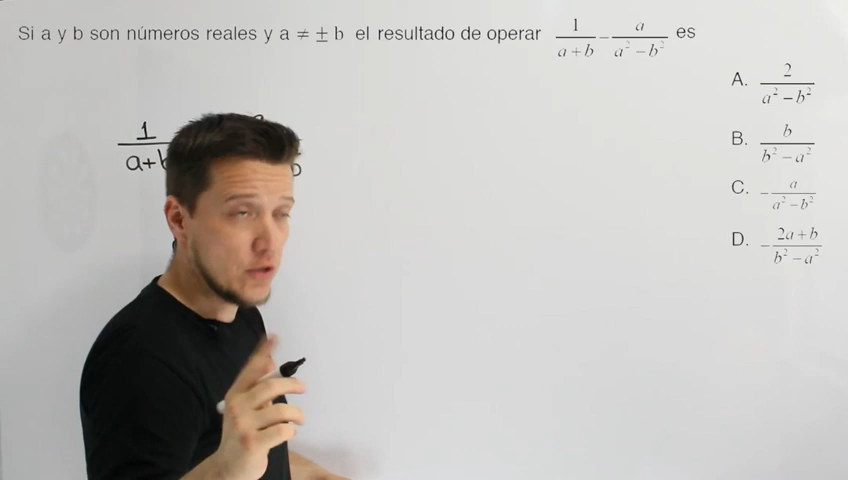 Si a y b son números reales y a ≠ ± b el resultado de operar 1/(a+b) − a/(a² − b²) es
A. 2/(a² − b²)
B. b/(b² − a²)
C. − a/(a² − b²)
D. − (2a + b)/(b² − a²)
1
a+b